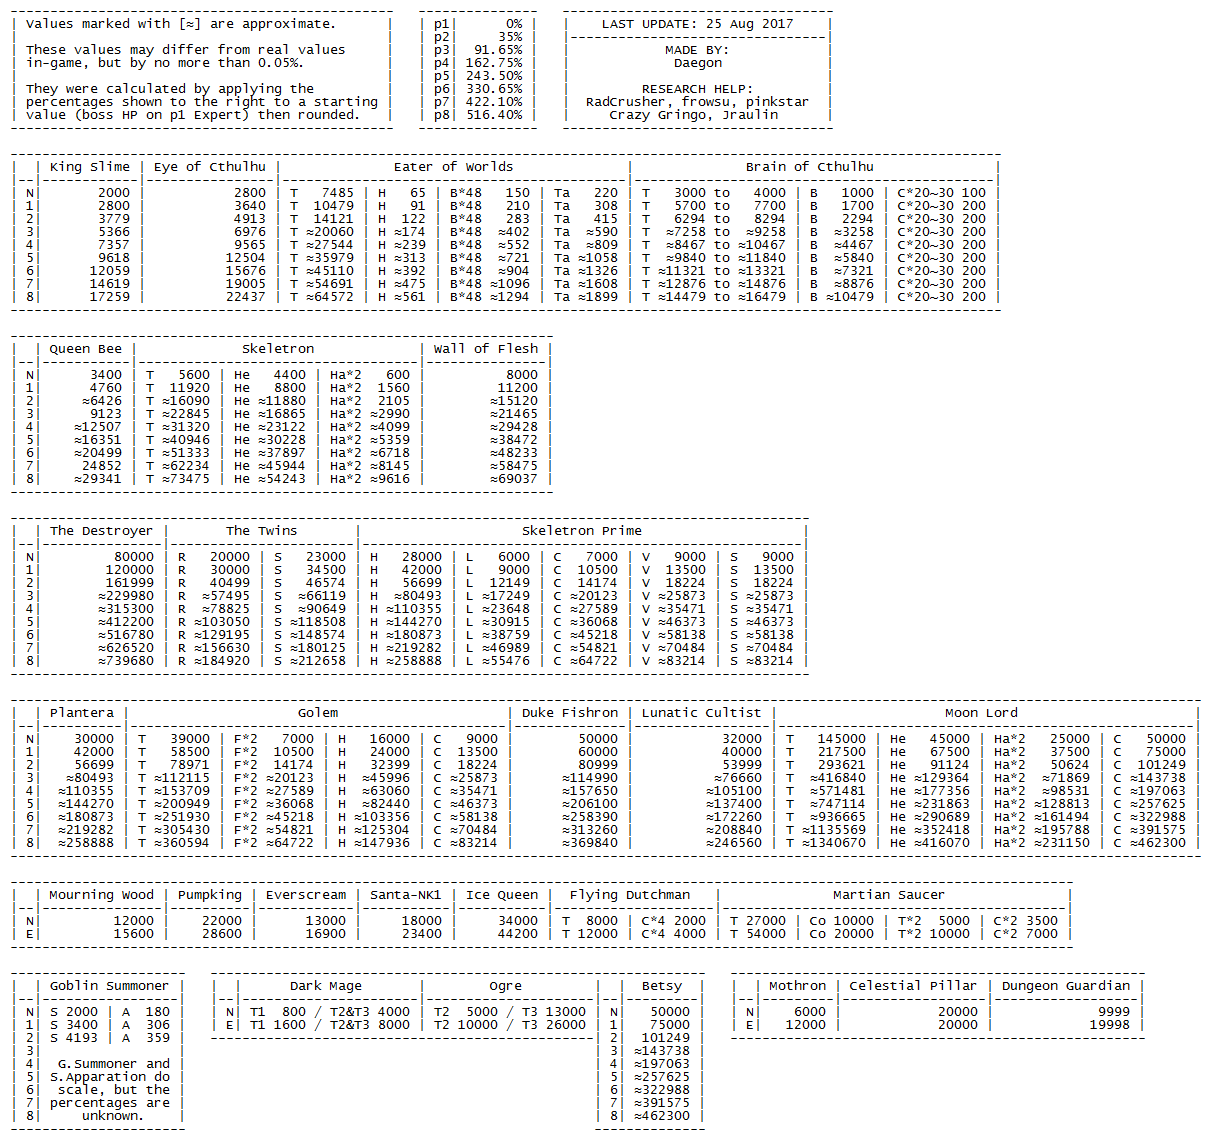 Values marked with [≈] are approximate. | p1| 0% | LAST UPDATE: 25 Aug 2017
| p2| 35% |
These values may differ from real values | p3| 91.65% | MADE BY:
in-game, but by no more than 0.05%. | p4| 162.75% | Daegon
| p5| 243.50% |
They were calculated by applying the | p6| 330.65% | RESEARCH HELP:
percentages shown to the right to a starting | p7| 422.10% | RadCrusher, frowsu, pinkstar
value (boss HP on p1 Expert) then rounded. | p8| 516.40% | Crazy Gringo, Jraulin
| | King Slime | Eye of Cthulhu | Eater of Worlds | Brain of Cthulhu |
| N| 2000 | 2800 | T 7485 | H 65 | B*48 150 | Ta 220 | T 3000 to 4000 | B 1000 | C*20~30 100 |
| 1| 2800 | 3640 | T 10479 | H 91 | B*48 210 | Ta 308 | T 5700 to 7700 | B 1700 | C*20~30 200 |
| 2| 3779 | 4913 | T 14121 | H 122 | B*48 283 | Ta 415 | T 6294 to 8294 | B 2294 | C*20~30 200 |
| 3| 5366 | 6976 | T ≈20060 | H ≈174 | B*48 ≈402 | Ta ≈590 | T ≈7258 to ≈9258 | B ≈3258 | C*20~30 200 |
| 4| 7357 | 9565 | T ≈27544 | H ≈239 | B*48 ≈552 | Ta ≈809 | T ≈8467 to ≈10467 | B ≈4467 | C*20~30 200 |
| 5| 9618 | 12504 | T ≈35979 | H ≈313 | B*48 ≈721 | Ta ≈1058 | T ≈9840 to ≈11840 | B ≈5840 | C*20~30 200 |
| 6| 12059 | 15676 | T ≈45110 | H ≈392 | B*48 ≈904 | Ta ≈1326 | T ≈11321 to ≈13321 | B ≈7321 | C*20~30 200 |
| 7| 14619 | 19005 | T ≈54691 | H ≈475 | B*48 ≈1096 | Ta ≈1608 | T ≈12876 to ≈14876 | B ≈8876 | C*20~30 200 |
| 8| 17259 | 22437 | T ≈64572 | H ≈561 | B*48 ≈1294 | Ta ≈1899 | T ≈14479 to ≈16479 | B ≈10479 | C*20~30 200 |
| | Queen Bee | Skeletron | Wall of Flesh |
| N| 3400 | T 5600 | He 4400 | Ha*2 600 | 8000 |
| 1| 4760 | T 11920 | He 8800 | Ha*2 1560 | 11200 |
| 2| ≈6426 | T ≈16090 | He ≈11880 | Ha*2 2105 | ≈15120 |
| 3| 9123 | T ≈22845 | He ≈16865 | Ha*2 ≈2990 | ≈21465 |
| 4| ≈12507 | T ≈31320 | He ≈23122 | Ha*2 ≈4099 | ≈29428 |
| 5| ≈16351 | T ≈40946 | He ≈30228 | Ha*2 ≈5359 | ≈38472 |
| 6| ≈20499 | T ≈51333 | He ≈37897 | Ha*2 ≈6718 | ≈48233 |
| 7| 24852 | T ≈62234 | He ≈45944 | Ha*2 ≈8145 | ≈58475 |
| 8| ≈29341 | T ≈73475 | He ≈54243 | Ha*2 ≈9616 | ≈69037 |
| | The Destroyer | The Twins | Skeletron Prime |
| N| 80000 | R 20000 | S 23000 | H 28000 | L 6000 | C 7000 | V 9000 | S 9000 |
| 1| 120000 | R 30000 | S 34500 | H 42000 | L 9000 | C 10500 | V 13500 | S 13500 |
| 2| 161999 | R 40499 | S 46574 | H 56699 | L 12149 | C 14174 | V 18224 | S 18224 |
| 3| ≈229980 | R ≈57495 | S ≈66119 | H ≈80493 | L ≈17249 | C ≈20123 | V ≈25873 | S ≈25873 |
| 4| ≈315300 | R ≈78825 | S ≈90649 | H ≈110355 | L ≈23648 | C ≈27589 | V ≈35471 | S ≈35471 |
| 5| ≈412200 | R ≈103050 | S ≈118508 | H ≈144270 | L ≈30915 | C ≈36068 | V ≈46373 | S ≈46373 |
| 6| ≈516780 | R ≈129195 | S ≈148574 | H ≈180873 | L ≈38759 | C ≈45218 | V ≈58138 | S ≈58138 |
| 7| ≈626520 | R ≈156630 | S ≈180125 | H ≈219282 | L ≈46989 | C ≈54821 | V ≈70484 | S ≈70484 |
| 8| ≈739680 | R ≈184920 | S ≈212658 | H ≈258888 | L ≈55476 | C ≈64722 | V ≈83214 | S ≈83214 |
| | Plantera | Golem | Duke Fishron | Lunatic Cultist | Moon Lord |
| N| 30000 | T 39000 | F*2 7000 | H 16000 | C 9000 | 50000 | 32000 | T 145000 | He 45000 | Ha*2 25000 | C 50000 |
| 1| 42000 | T 58500 | F*2 10500 | H 24000 | C 13500 | 60000 | 40000 | T 217500 | He 67500 | Ha*2 37500 | C 75000 |
| 2| 56699 | T 78971 | F*2 14174 | H 32399 | C 18224 | 80999 | 53999 | T 293621 | He 91124 | Ha*2 50624 | C 101249 |
| 3| ≈80493 | T ≈112115 | F*2 ≈20123 | H ≈45996 | C ≈25873 | ≈114990 | ≈76660 | T ≈416840 | He ≈129364 | Ha*2 ≈71869 | C ≈143738 |
| 4| ≈110355 | T ≈153709 | F*2 ≈27589 | H ≈63060 | C ≈35471 | ≈157650 | ≈105100 | T ≈571481 | He ≈177356 | Ha*2 ≈98531 | C ≈197063 |
| 5| ≈144270 | T ≈200949 | F*2 ≈36068 | H ≈82440 | C ≈46373 | ≈206100 | ≈137400 | T ≈747114 | He ≈231863 | Ha*2 ≈128813 | C ≈257625 |
| 6| ≈180873 | T ≈251930 | F*2 ≈45218 | H ≈103356 | C ≈58138 | ≈258390 | ≈172260 | T ≈936665 | He ≈290689 | Ha*2 ≈161494 | C ≈322988 |
| 7| ≈219282 | T ≈305430 | F*2 ≈54821 | H ≈125304 | C ≈70484 | ≈313260 | ≈208840 | T ≈1135569 | He ≈352418 | Ha*2 ≈195788 | C ≈391575 |
| 8| ≈258888 | T ≈360594 | F*2 ≈64722 | H ≈147936 | C ≈83214 | ≈369840 | ≈246560 | T ≈1340670 | He ≈416070 | Ha*2 ≈231150 | C ≈462300 |
| | Mourning Wood | Pumpking | Everscream | Santa-NK1 | Ice Queen | Flying Dutchman | Martian Saucer |
| N| 12000 | 22000 | 13000 | 18000 | 34000 | T 8000 | C*4 2000 | T 27000 | Co 10000 | T*2 5000 | C*2 3500 |
| E| 15600 | 28600 | 16900 | 23400 | 44200 | T 12000 | C*4 4000 | T 54000 | Co 20000 | T*2 10000 | C*2 7000 |
| | Goblin Summoner | | | Dark Mage | Ogre | | Betsy | | | Mothron | Celestial Pillar | Dungeon Guardian |
| N| S 2000 | A 180 | | N| T1 800 / T2&T3 4000 | T2 5000 / T3 13000 | N| 50000 | | N| 6000 | 20000 | 9999 |
| 1| S 3400 | A 306 | | E| T1 1600 / T2&T3 8000 | T2 10000 / T3 26000 | 1| 75000 | | E| 12000 | 20000 | 19998 |
| 2| S 4193 | A 359 | | 2| 101249 |
| 3| | | 3| ≈143738 |
| 4| G.Summoner and | | 4| ≈197063 |
| 5| S.Apparation do | | 5| ≈257625 |
| 6| scale, but the | | 6| ≈322988 |
| 7| percentages are | | 7| ≈391575 |
| 8| unknown. | | 8| ≈462300 |